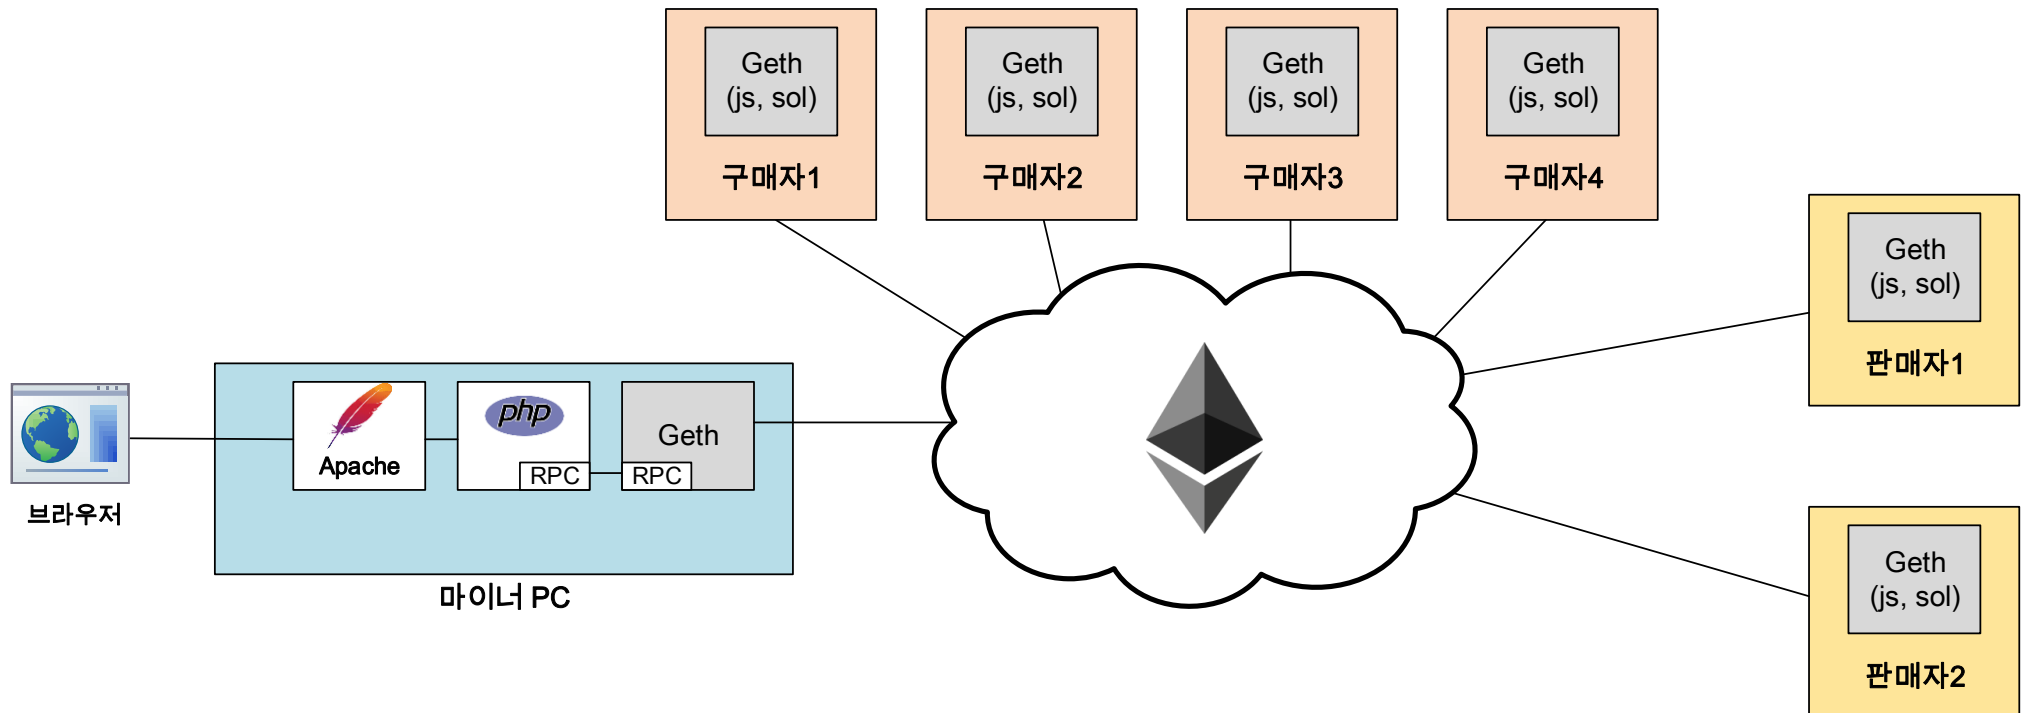 Geth
(js, sol)
구매자1
Geth
(js, sol)
구매자2
Geth
(js, sol)
구매자3
Geth
(js, sol)
구매자4
Geth
(js, sol)
판매자1
브라우저
Apache
php
RPC
Geth
RPC
마이너 PC
Geth
(js, sol)
판매자2